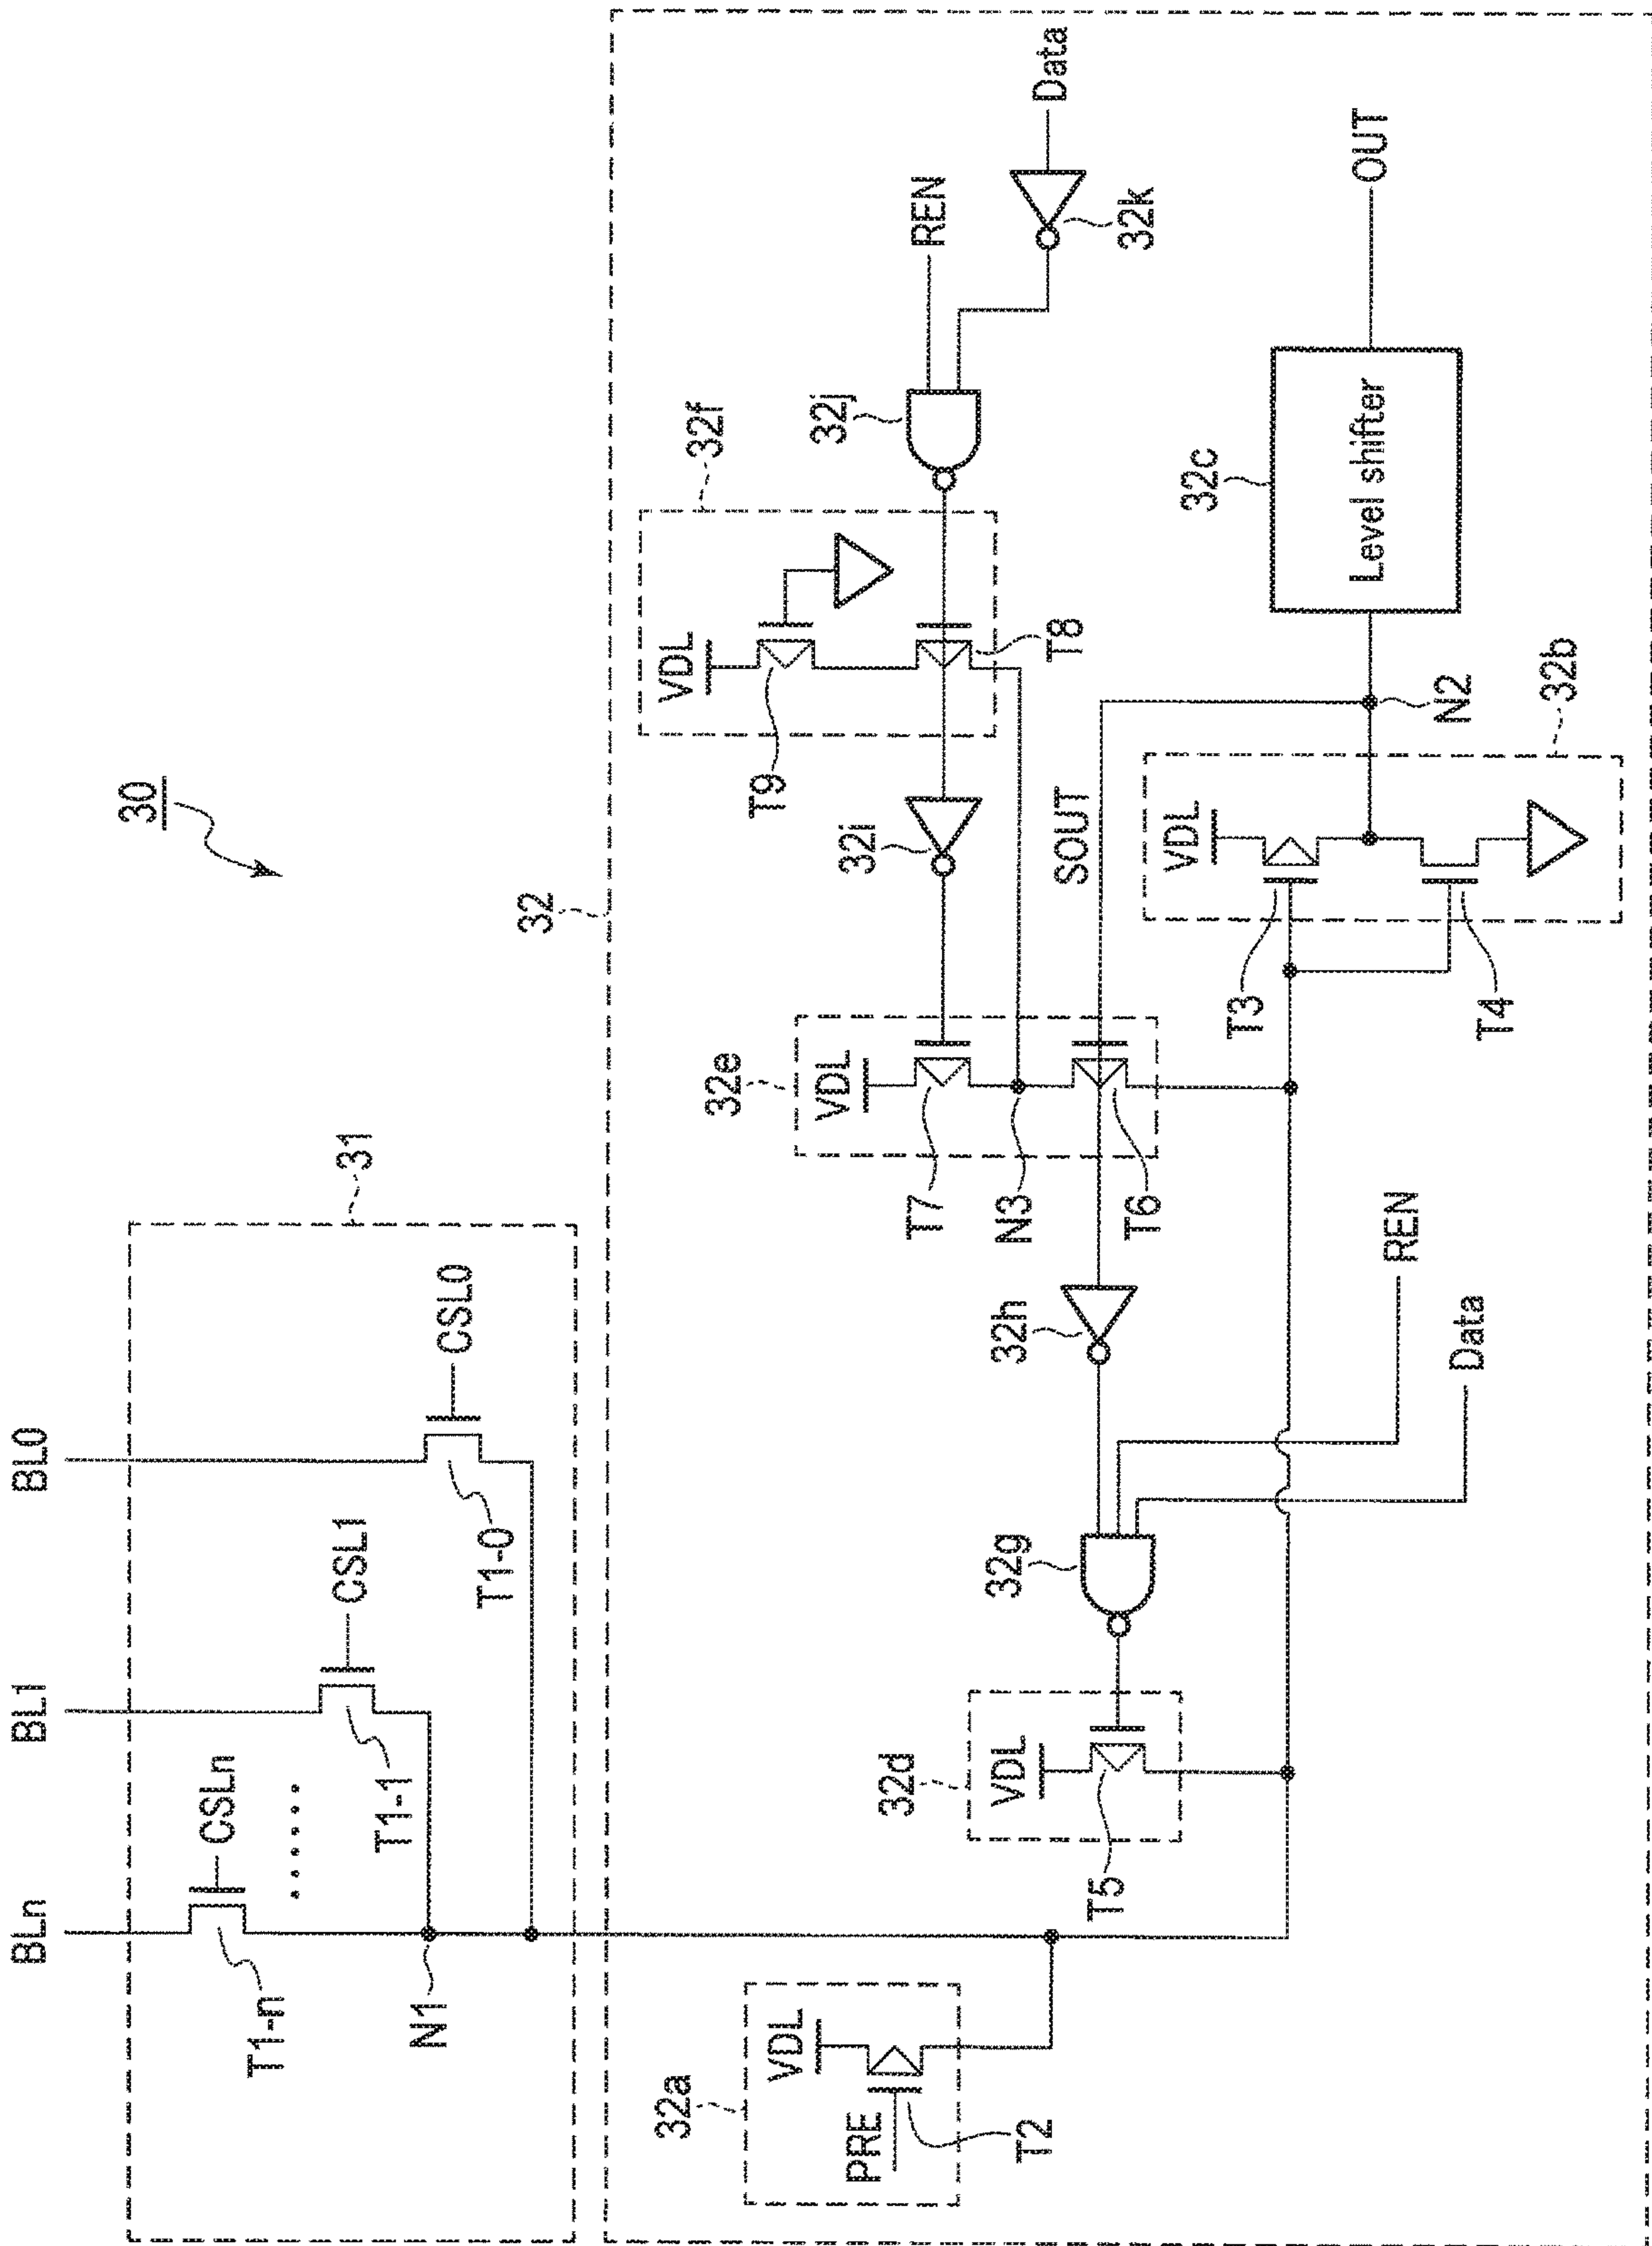 30
BLn
BL1
BL0
31
CSLn
T1-n
CSL1
T1-1
CSL0
T1-0
N1
32
32a
VDL
PRE
T2
32d
VDL
T5
32g
32h
REN
Data
32e
VDL
T7
N3
T6
SOUT
32i
32f
VDL
T9
T8
32j
REN
Data
32k
32b
VDL
T3
T4
N2
32c
Level shifter
OUT